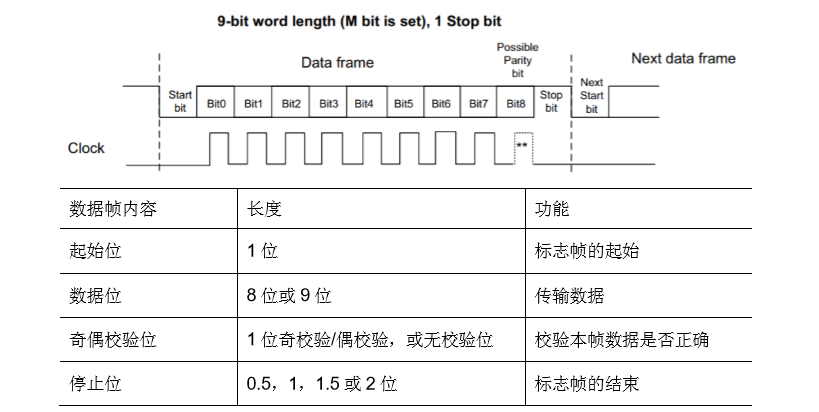 9-bit word length (M bit is set), 1 Stop bit
Data frame
Possible
Parity
bit
Next data frame
Start
bit
Bit0
Bit1
Bit2
Bit3
Bit4
Bit5
Bit6
Bit7
Bit8
Stop
bit
Next
Start
bit
Clock
**
数据帧内容 长度 功能
起始位 1 位 标志帧的起始
数据位 8 位或 9 位 传输数据
奇偶校验位 1 位奇校验/偶校验，或无校验位 校验本帧数据是否正确
停止位 0.5，1，1.5 或 2 位 标志帧的结束